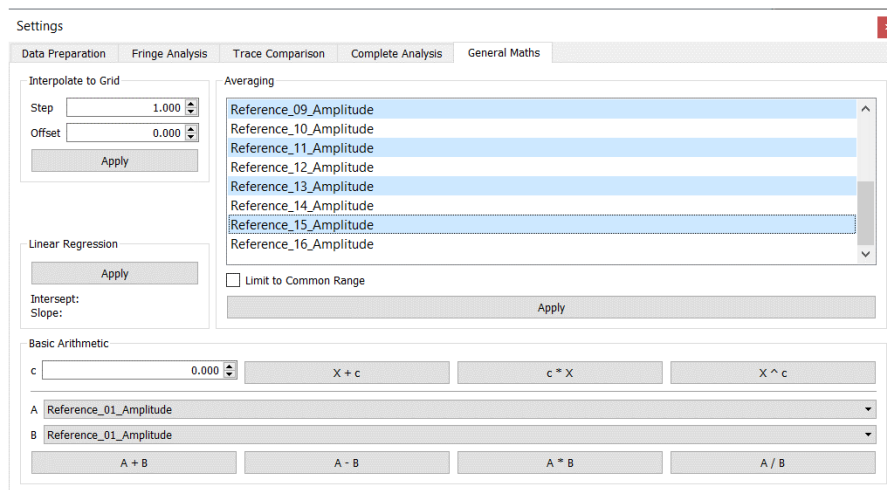 Settings
Data Preparation Fringe Analysis Trace Comparison Complete Analysis General Maths
Interpolate to Grid
Step 1.000
Offset 0.000
Apply
Averaging
Reference_09_Amplitude
Reference_10_Amplitude
Reference_11_Amplitude
Reference_12_Amplitude
Reference_13_Amplitude
Reference_14_Amplitude
Reference_15_Amplitude
Reference_16_Amplitude
Limit to Common Range
Apply
Linear Regression
Apply
Intersept:
Slope:
Basic Arithmetic
c 0.000 X + c c * X X ^ c
A Reference_01_Amplitude
B Reference_01_Amplitude
A + B A - B A * B A / B